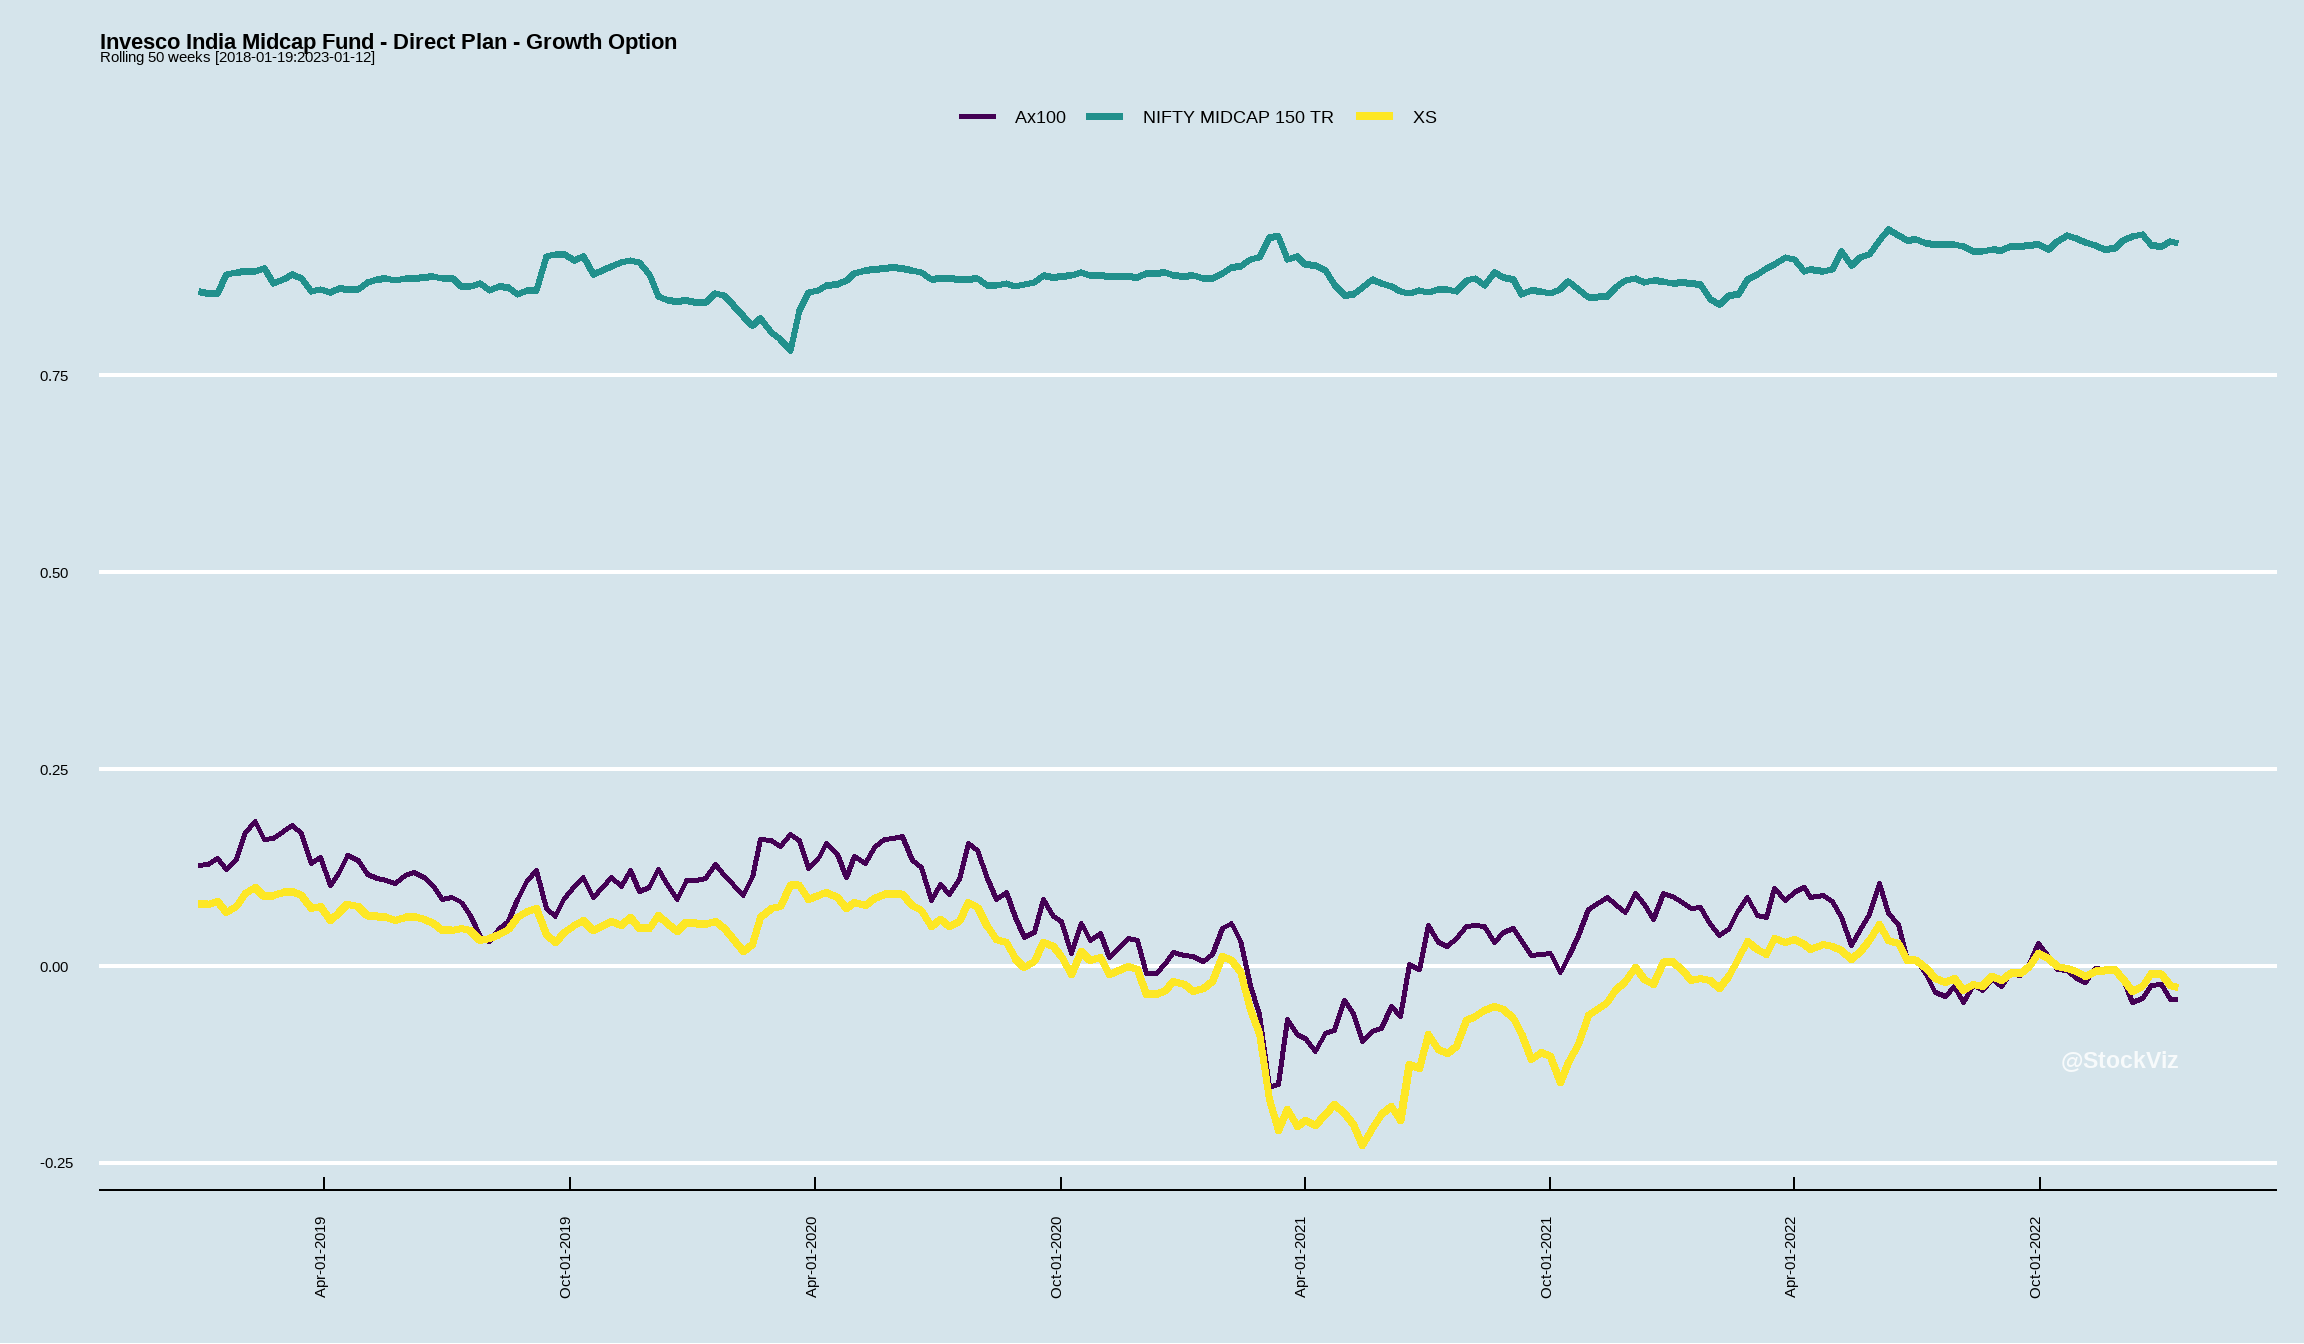 Invesco India Midcap Fund - Direct Plan - Growth Option
Rolling 50 weeks [2018-01-19:2023-01-12]
Ax100 NIFTY MIDCAP 150 TR XS
0.75
0.50
0.25
0.00
-0.25
@StockViz
Apr-01-2019
Oct-01-2019
Apr-01-2020
Oct-01-2020
Apr-01-2021
Oct-01-2021
Apr-01-2022
Oct-01-2022